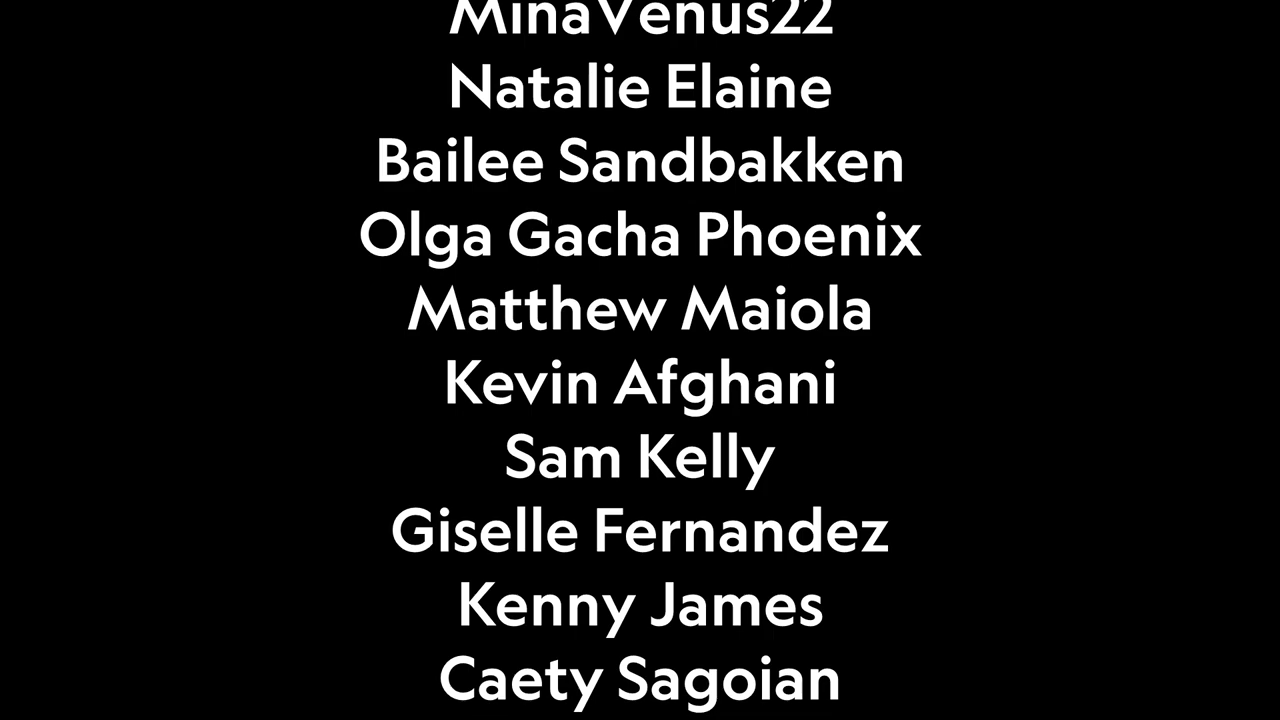 MinaVenus22
Natalie Elaine
Bailee Sandbakken
Olga Gacha Phoenix
Matthew Maiola
Kevin Afghani
Sam Kelly
Giselle Fernandez
Kenny James
Caety Sagoian